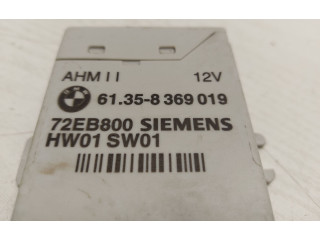 AHM I I 12V
61.35-8 369 019
72EB800 SIEMENS
HW01 SW01